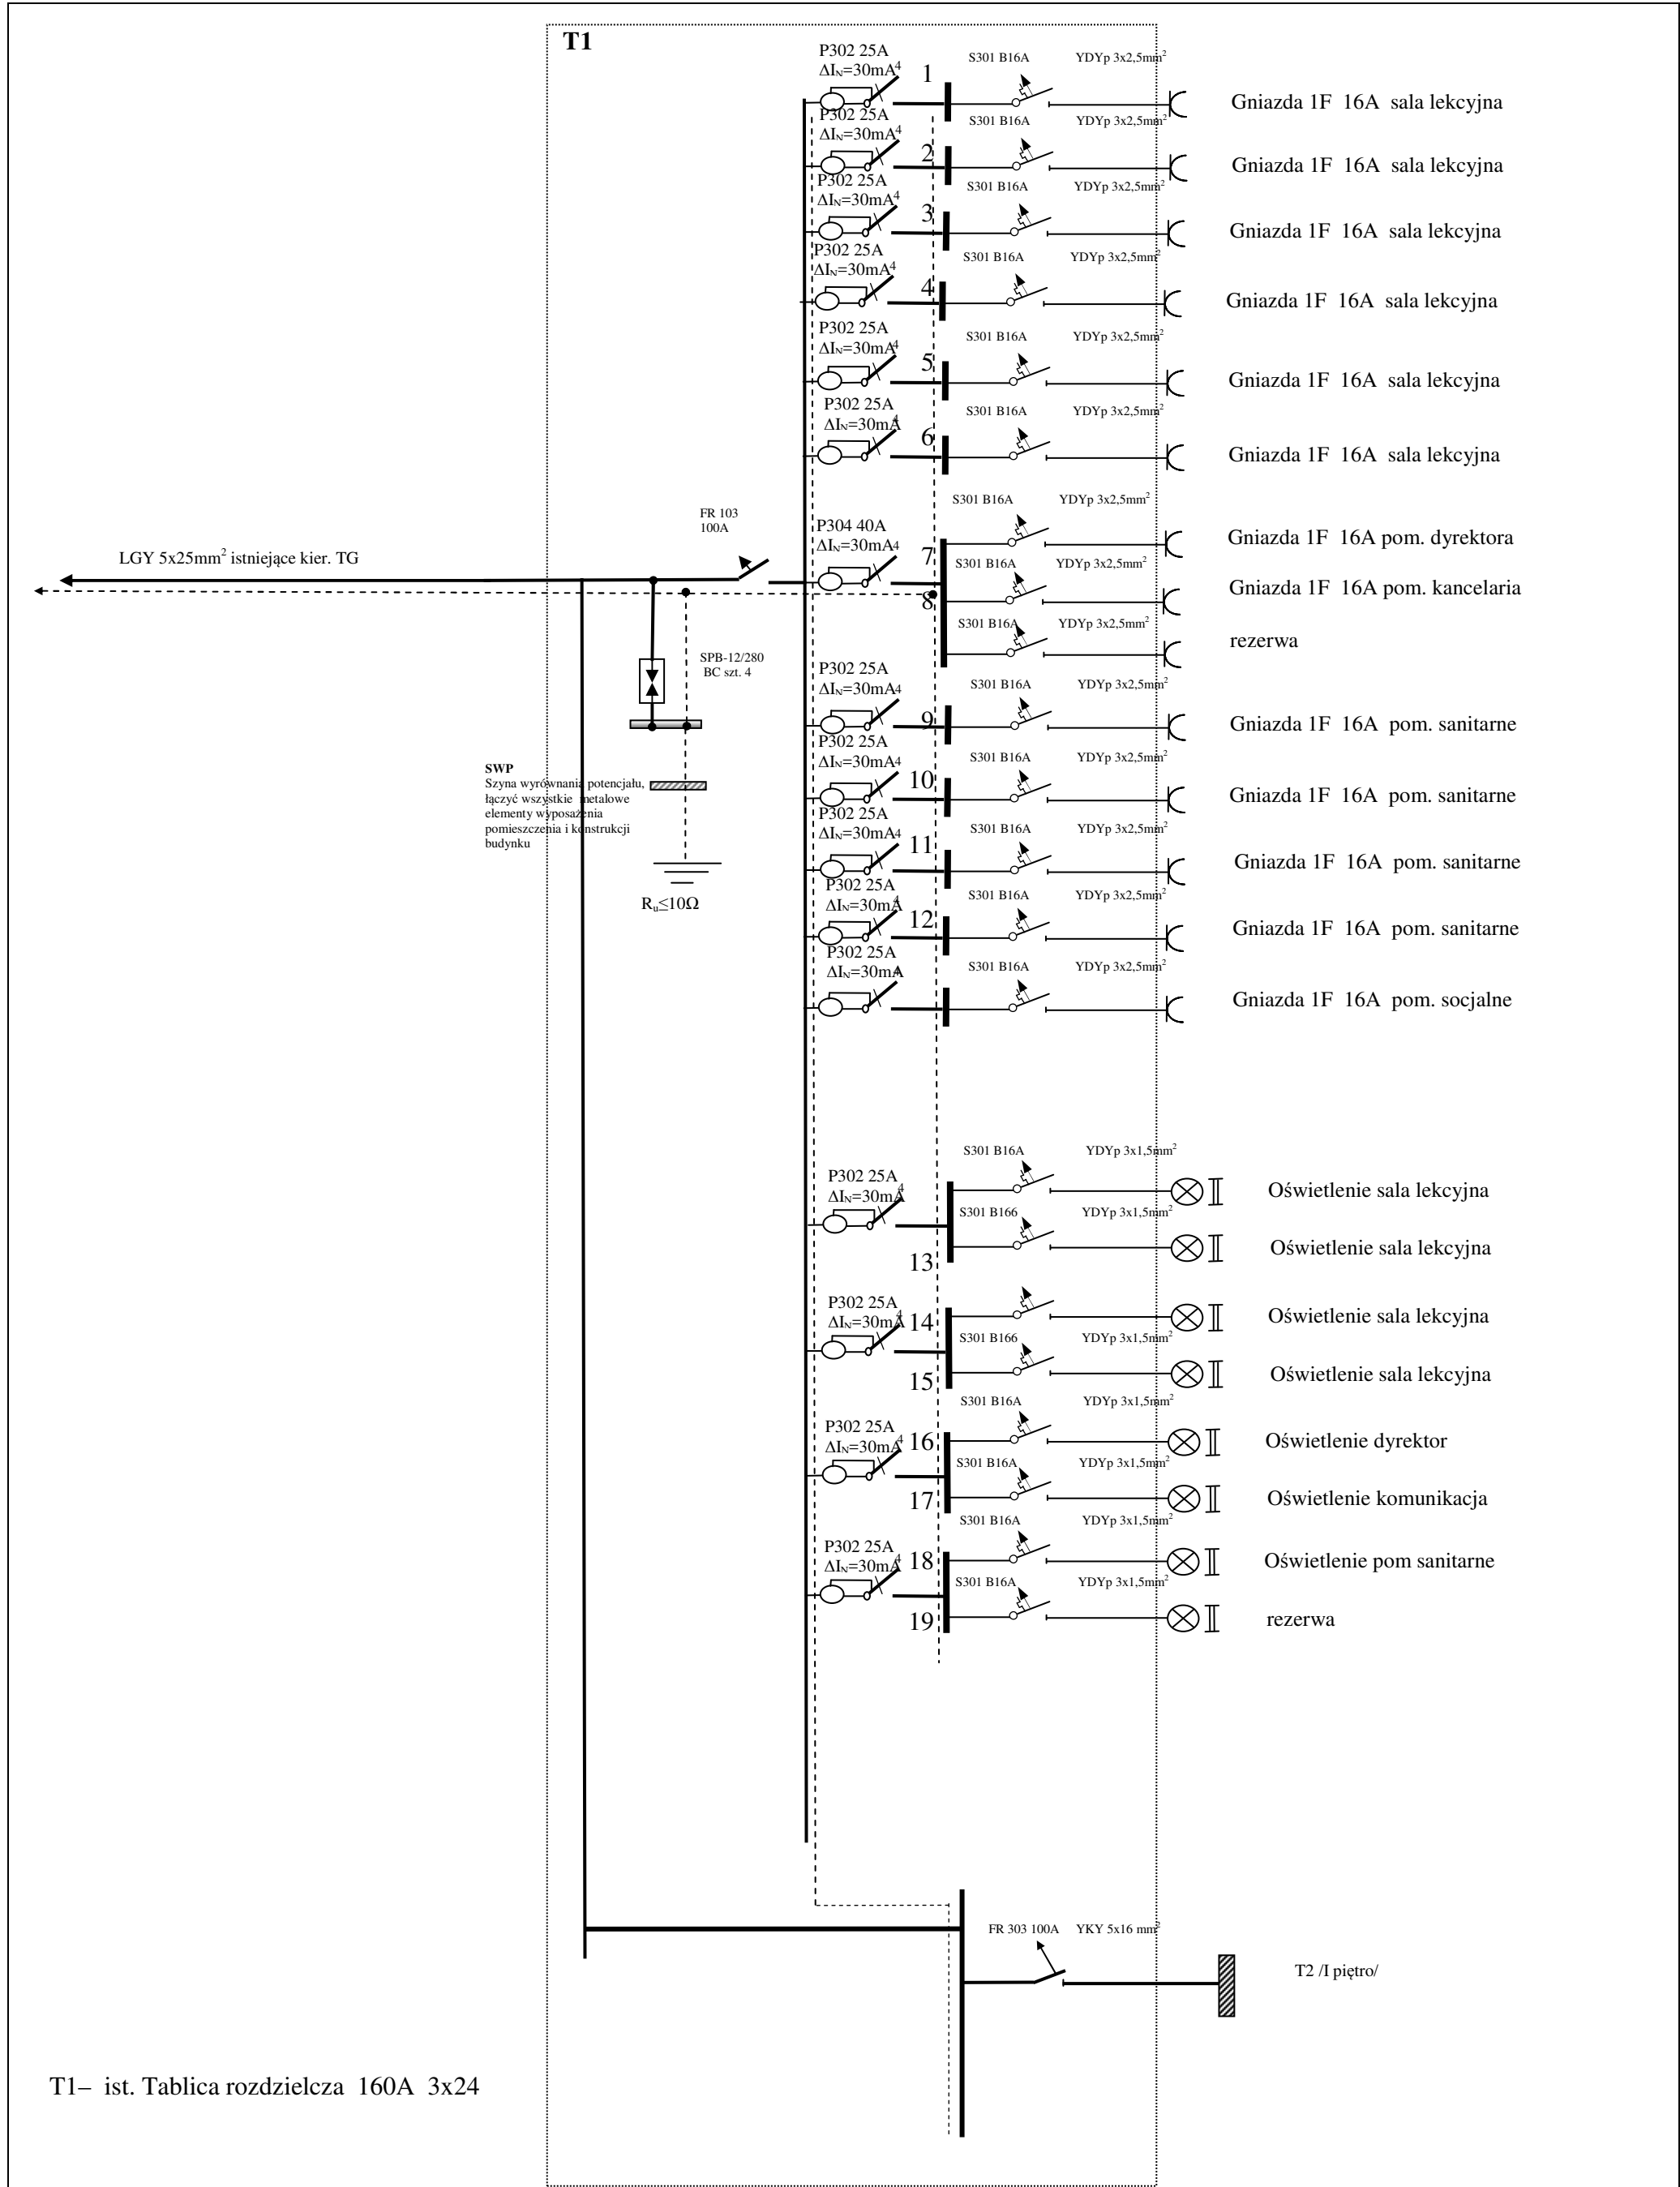 T1
P302 25A
ΔIN=30mA 4
1
S301 B16A
YDYp 3x2,5mm²
Gniazda 1F 16A sala lekcyjna
P302 25A
ΔIN=30mA 4
2
S301 B16A
YDYp 3x2,5mm²
Gniazda 1F 16A sala lekcyjna
P302 25A
ΔIN=30mA 4
3
S301 B16A
YDYp 3x2,5mm²
Gniazda 1F 16A sala lekcyjna
P302 25A
ΔIN=30mA 4
4
S301 B16A
YDYp 3x2,5mm²
Gniazda 1F 16A sala lekcyjna
P302 25A
ΔIN=30mA 4
5
S301 B16A
YDYp 3x2,5mm²
Gniazda 1F 16A sala lekcyjna
P302 25A
ΔIN=30mA 4
6
S301 B16A
YDYp 3x2,5mm²
Gniazda 1F 16A sala lekcyjna
LGY 5x25mm² istniejące kier. TG
FR 103
100A
P304 40A
ΔIN=30mA 4
7
S301 B16A
YDYp 3x2,5mm²
Gniazda 1F 16A pom. dyrektora
8
S301 B16A
YDYp 3x2,5mm²
Gniazda 1F 16A pom. kancelaria
S301 B16A
YDYp 3x2,5mm²
rezerwa
SPB-12/280
BC szt. 4
SWP
Szyna wyrównania potencjału,
łączyć wszystkie metalowe
elementy wyposażenia
pomieszczenia i konstrukcji
budynku
Ru≤10Ω
P302 25A
ΔIN=30mA 4
9
S301 B16A
YDYp 3x2,5mm²
Gniazda 1F 16A pom. sanitarne
P302 25A
ΔIN=30mA 4
10
S301 B16A
YDYp 3x2,5mm²
Gniazda 1F 16A pom. sanitarne
P302 25A
ΔIN=30mA 4
11
S301 B16A
YDYp 3x2,5mm²
Gniazda 1F 16A pom. sanitarne
P302 25A
ΔIN=30mA 4
12
S301 B16A
YDYp 3x2,5mm²
Gniazda 1F 16A pom. sanitarne
P302 25A
ΔIN=30mA 4
S301 B16A
YDYp 3x2,5mm²
Gniazda 1F 16A pom. socjalne
P302 25A
ΔIN=30mA 4
S301 B16A
YDYp 3x1,5mm²
Oświetlenie sala lekcyjna
13
S301 B166
YDYp 3x1,5mm²
Oświetlenie sala lekcyjna
P302 25A
ΔIN=30mA 4
14
Oświetlenie sala lekcyjna
15
S301 B166
YDYp 3x1,5mm²
Oświetlenie sala lekcyjna
P302 25A
ΔIN=30mA 4
16
S301 B16A
YDYp 3x1,5mm²
Oświetlenie dyrektor
17
S301 B16A
YDYp 3x1,5mm²
Oświetlenie komunikacja
P302 25A
ΔIN=30mA 4
18
S301 B16A
YDYp 3x1,5mm²
Oświetlenie pom sanitarne
19
S301 B16A
YDYp 3x1,5mm²
rezerwa
FR 303 100A
YKY 5x16 mm²
T2 /I piętro/
T1– ist. Tablica rozdzielcza 160A 3x24